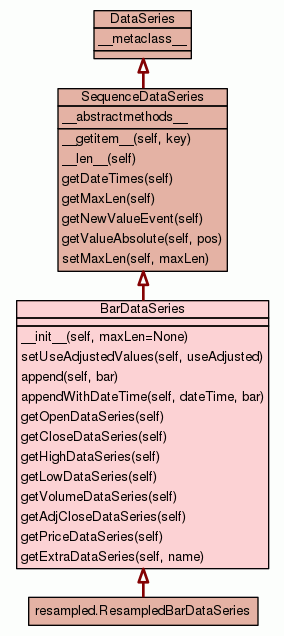 DataSeries
__metaclass__
SequenceDataSeries
__abstractmethods__
__getitem__(self, key)
__len__(self)
getDateTimes(self)
getMaxLen(self)
getNewValueEvent(self)
getValueAbsolute(self, pos)
setMaxLen(self, maxLen)
BarDataSeries
__init__(self, maxLen=None)
setUseAdjustedValues(self, useAdjusted)
append(self, bar)
appendWithDateTime(self, dateTime, bar)
getOpenDataSeries(self)
getCloseDataSeries(self)
getHighDataSeries(self)
getLowDataSeries(self)
getVolumeDataSeries(self)
getAdjCloseDataSeries(self)
getPriceDataSeries(self)
getExtraDataSeries(self, name)
resampled.ResampledBarDataSeries